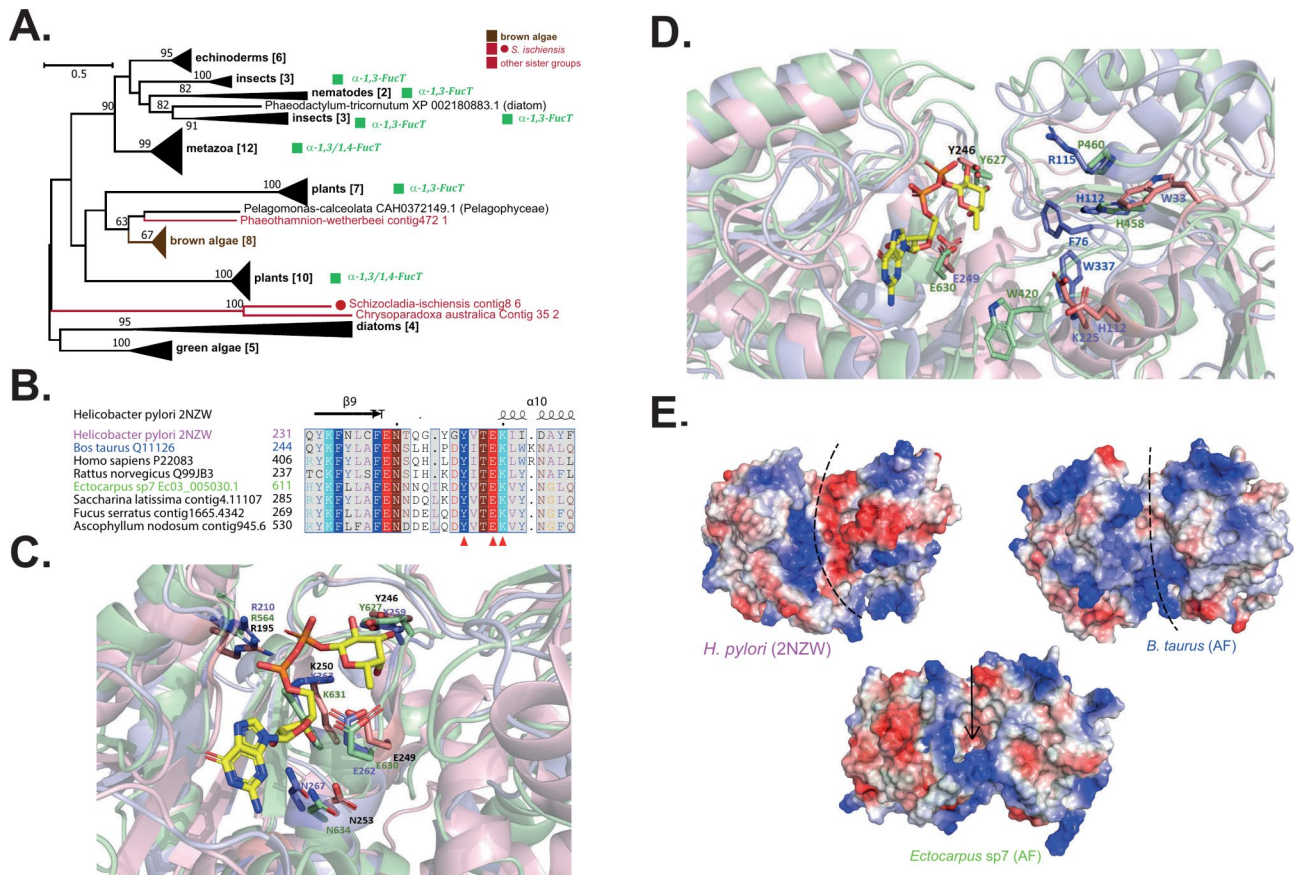 A.
brown algae
S. ischiensis
other sister groups
0.5
95
echinoderms [6]
100
insects [3]
α-1,3-FucT
82
nematodes [2]
α-1,3-FucT
90
82
Phaeodactylum-tricornutum XP 002180883.1 (diatom)
91
insects [3]
α-1,3-FucT
α-1,3-FucT
99
metazoa [12]
α-1,3/1,4-FucT
100
plants [7]
α-1,3-FucT
Pelagomonas-calceolata CAH0372149.1 (Pelagophyceae)
63
Phaeothamnion-wetherbeei contig472 1
67
brown algae [8]
100
plants [10]
α-1,3/1,4-FucT
100
Schizocladia-ischiensis contig8 6
Chrysoparadoxa australica Contig 35 2
95
diatoms [4]
100
green algae [5]
B.
β9
TT
α10
Helicobacter pylori 2NZW
Helicobacter pylori 2NZW 231 QYKFNLCFENTQG.YGYVTEKII.DAYF
Bos taurus Q11126 244
Homo sapiens P22083 406
Rattus norvegicus Q99JB3 237
Ectocarpus sp7 Ec03_005030.1 611
Saccharina latissima contig4.11107 285
Fucus serratus contig1665.4342 269
Ascophyllum nodosum contig945.6 530
C.
R210
R564
R195
Y246
Y627
Y259
K250
K631
E249
E262
E630
N267
N253
N634
D.
Y246
Y627
P460
R115
H112
W33
H458
F76
W337
E249
E630
W420
H112
K225
E.
H. pylori (2NZW)
B. taurus (AF)
Ectocarpus sp7 (AF)